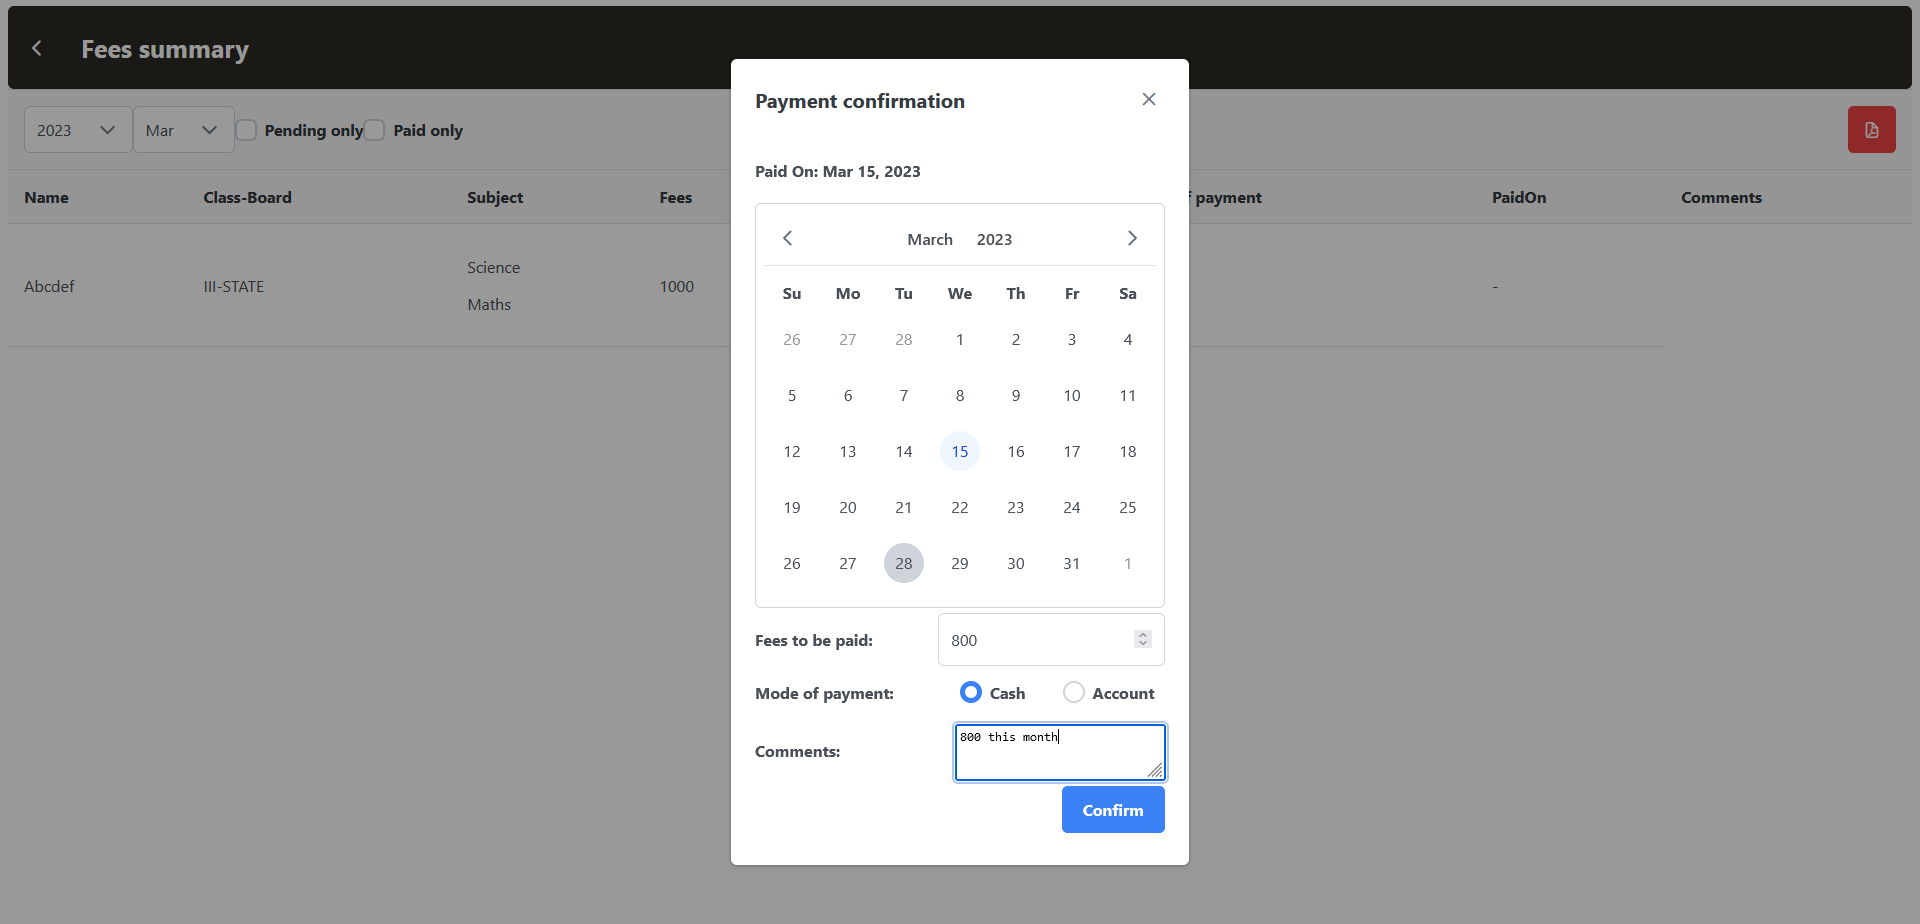 Fees summary
2023 Mar Pending only Paid only
Name Class-Board Subject Fees payment PaidOn Comments
Abcdef III-STATE Science 1000 -
Maths
Payment confirmation
Paid On: Mar 15, 2023
March 2023
Su Mo Tu We Th Fr Sa
26 27 28 1 2 3 4
5 6 7 8 9 10 11
12 13 14 15 16 17 18
19 20 21 22 23 24 25
26 27 28 29 30 31 1
Fees to be paid: 800
Mode of payment: Cash Account
Comments: 800 this month
Confirm